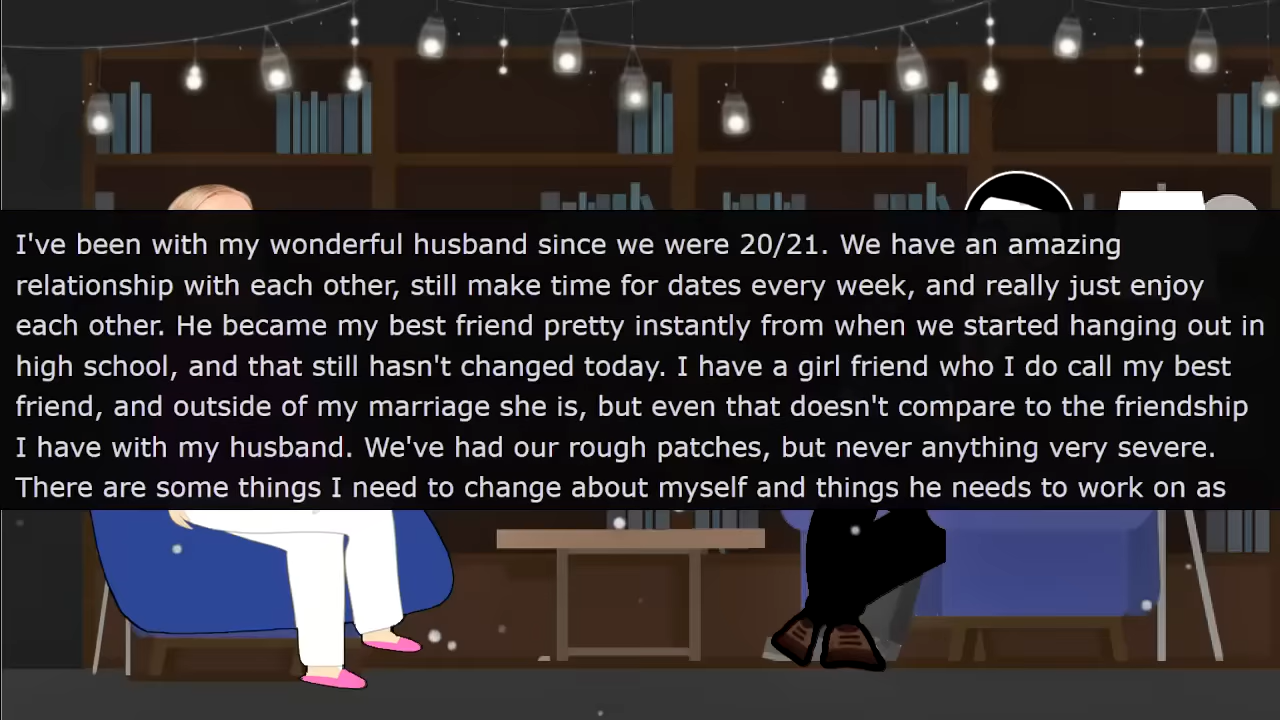 I've been with my wonderful husband since we were 20/21. We have an amazing
relationship with each other, still make time for dates every week, and really just enjoy
each other. He became my best friend pretty instantly from when we started hanging out in
high school, and that still hasn't changed today. I have a girl friend who I do call my best
friend, and outside of my marriage she is, but even that doesn't compare to the friendship
I have with my husband. We've had our rough patches, but never anything very severe.
There are some things I need to change about myself and things he needs to work on as